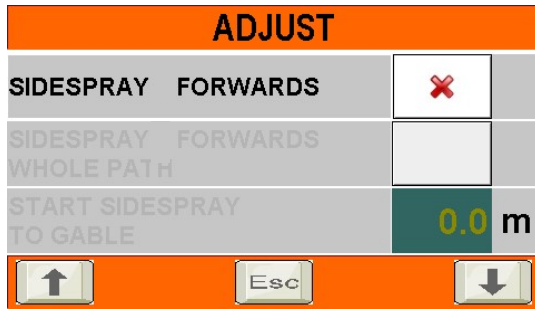 ADJUST
SIDESPRAY FORWARDS
SIDESPRAY FORWARDS
WHOLE PATH
START SIDESPRAY
TO GABLE
0.0 m
Esc